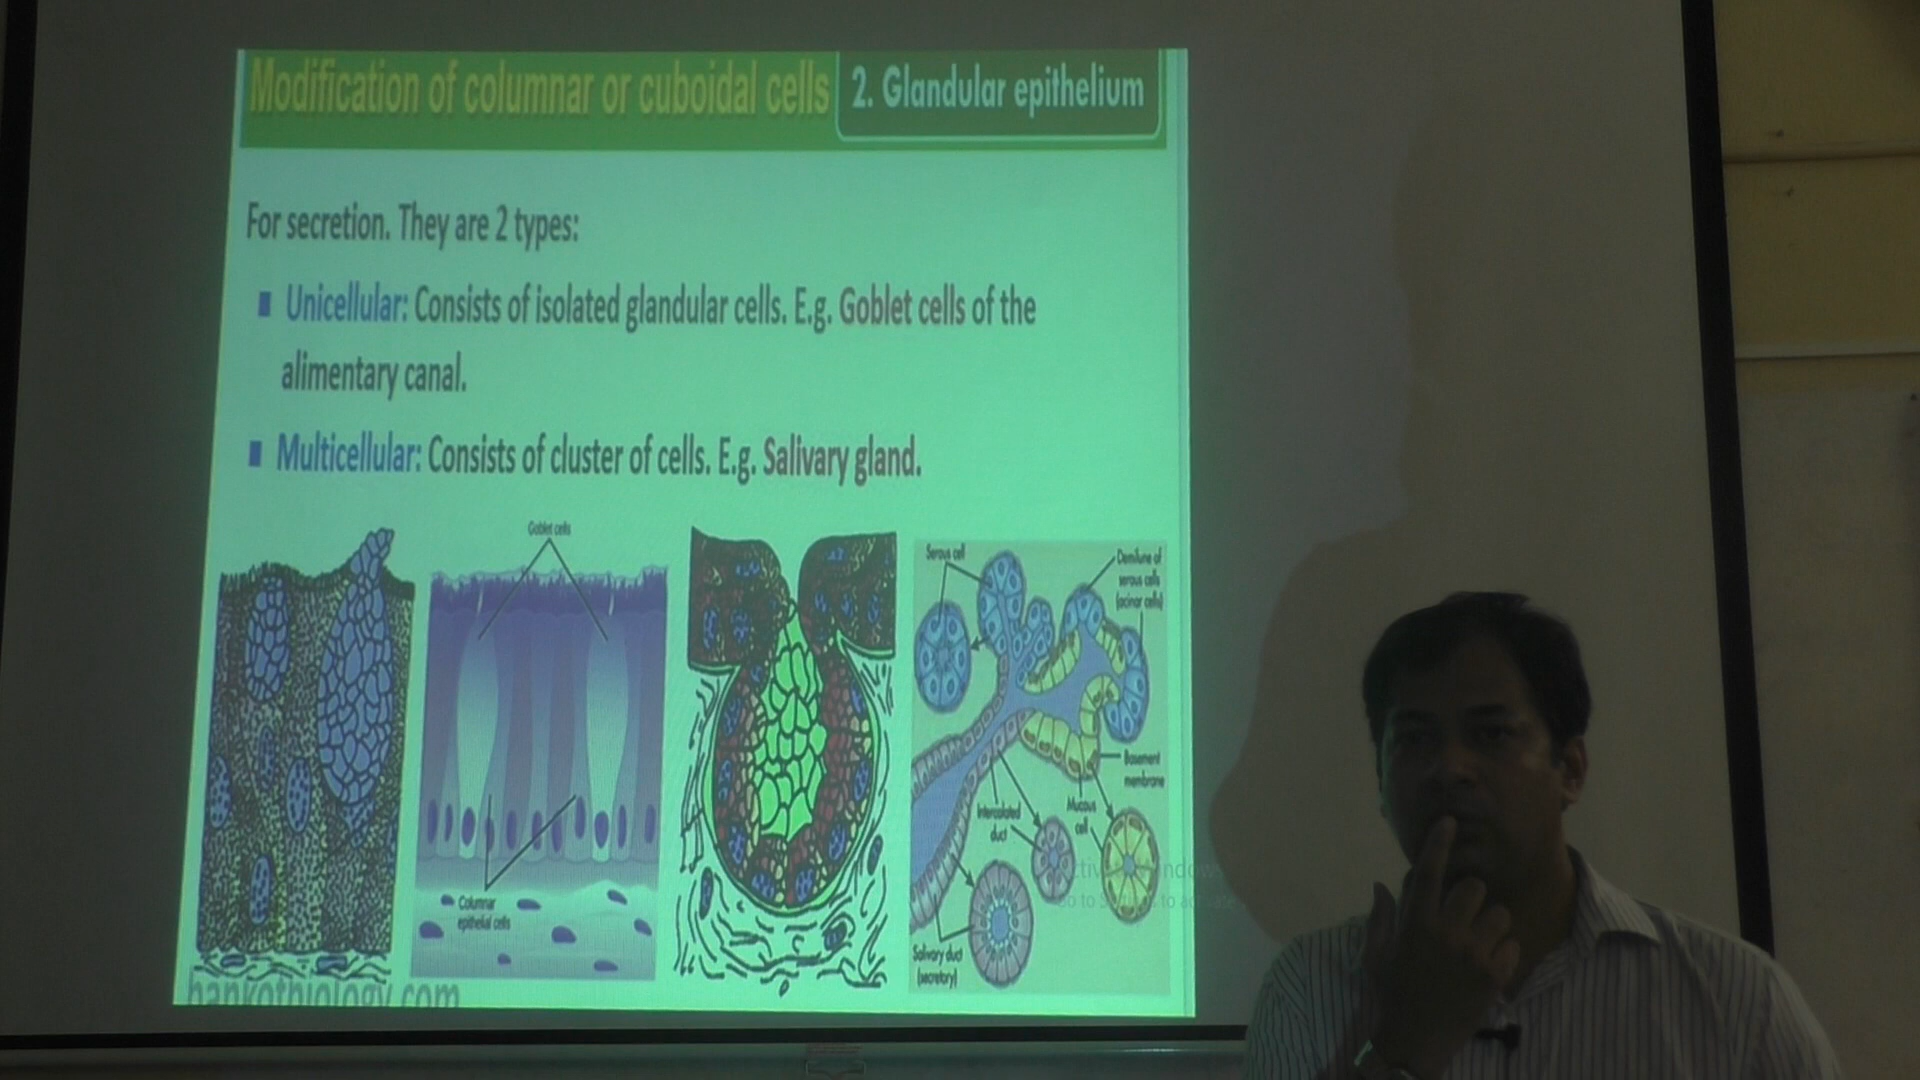 Modification of columnar or cuboidal cells
2. Glandular epithelium
For secretion. They are 2 types:
Unicellular: Consists of isolated glandular cells. E.g. Goblet cells of the
alimentary canal.
Multicellular: Consists of cluster of cells. E.g. Salivary gland.
Goblet cells
Columnar
epithelial cells
Serous cell
Demilune of
serous cells
(acinar cells)
Basement
membrane
Intercalated
duct
Mucous
cell
Salivary duct
(secretory)